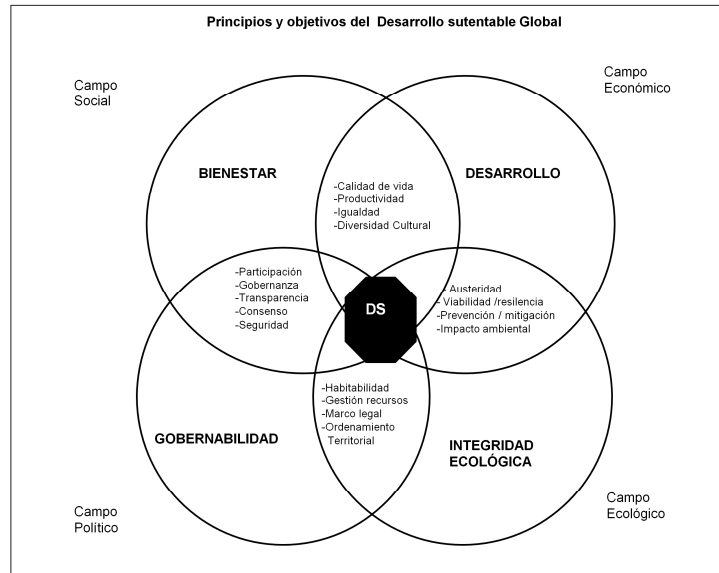 Principios y objetivos del Desarrollo sutentable Global
Campo
Social
Campo
Económico
BIENESTAR
DESARROLLO
-Calidad de vida
-Productividad
-Igualdad
-Diversidad Cultural
-Participación
-Gobernanza
-Transparencia
-Consenso
-Seguridad
DS
- Austeridad
- Viabilidad /resilencia
-Prevención / mitigación
-Impacto ambiental
-Habitabilidad
-Gestión recursos
-Marco legal
-Ordenamiento
Territorial
GOBERNABILIDAD
INTEGRIDAD
ECOLÓGICA
Campo
Político
Campo
Ecológico